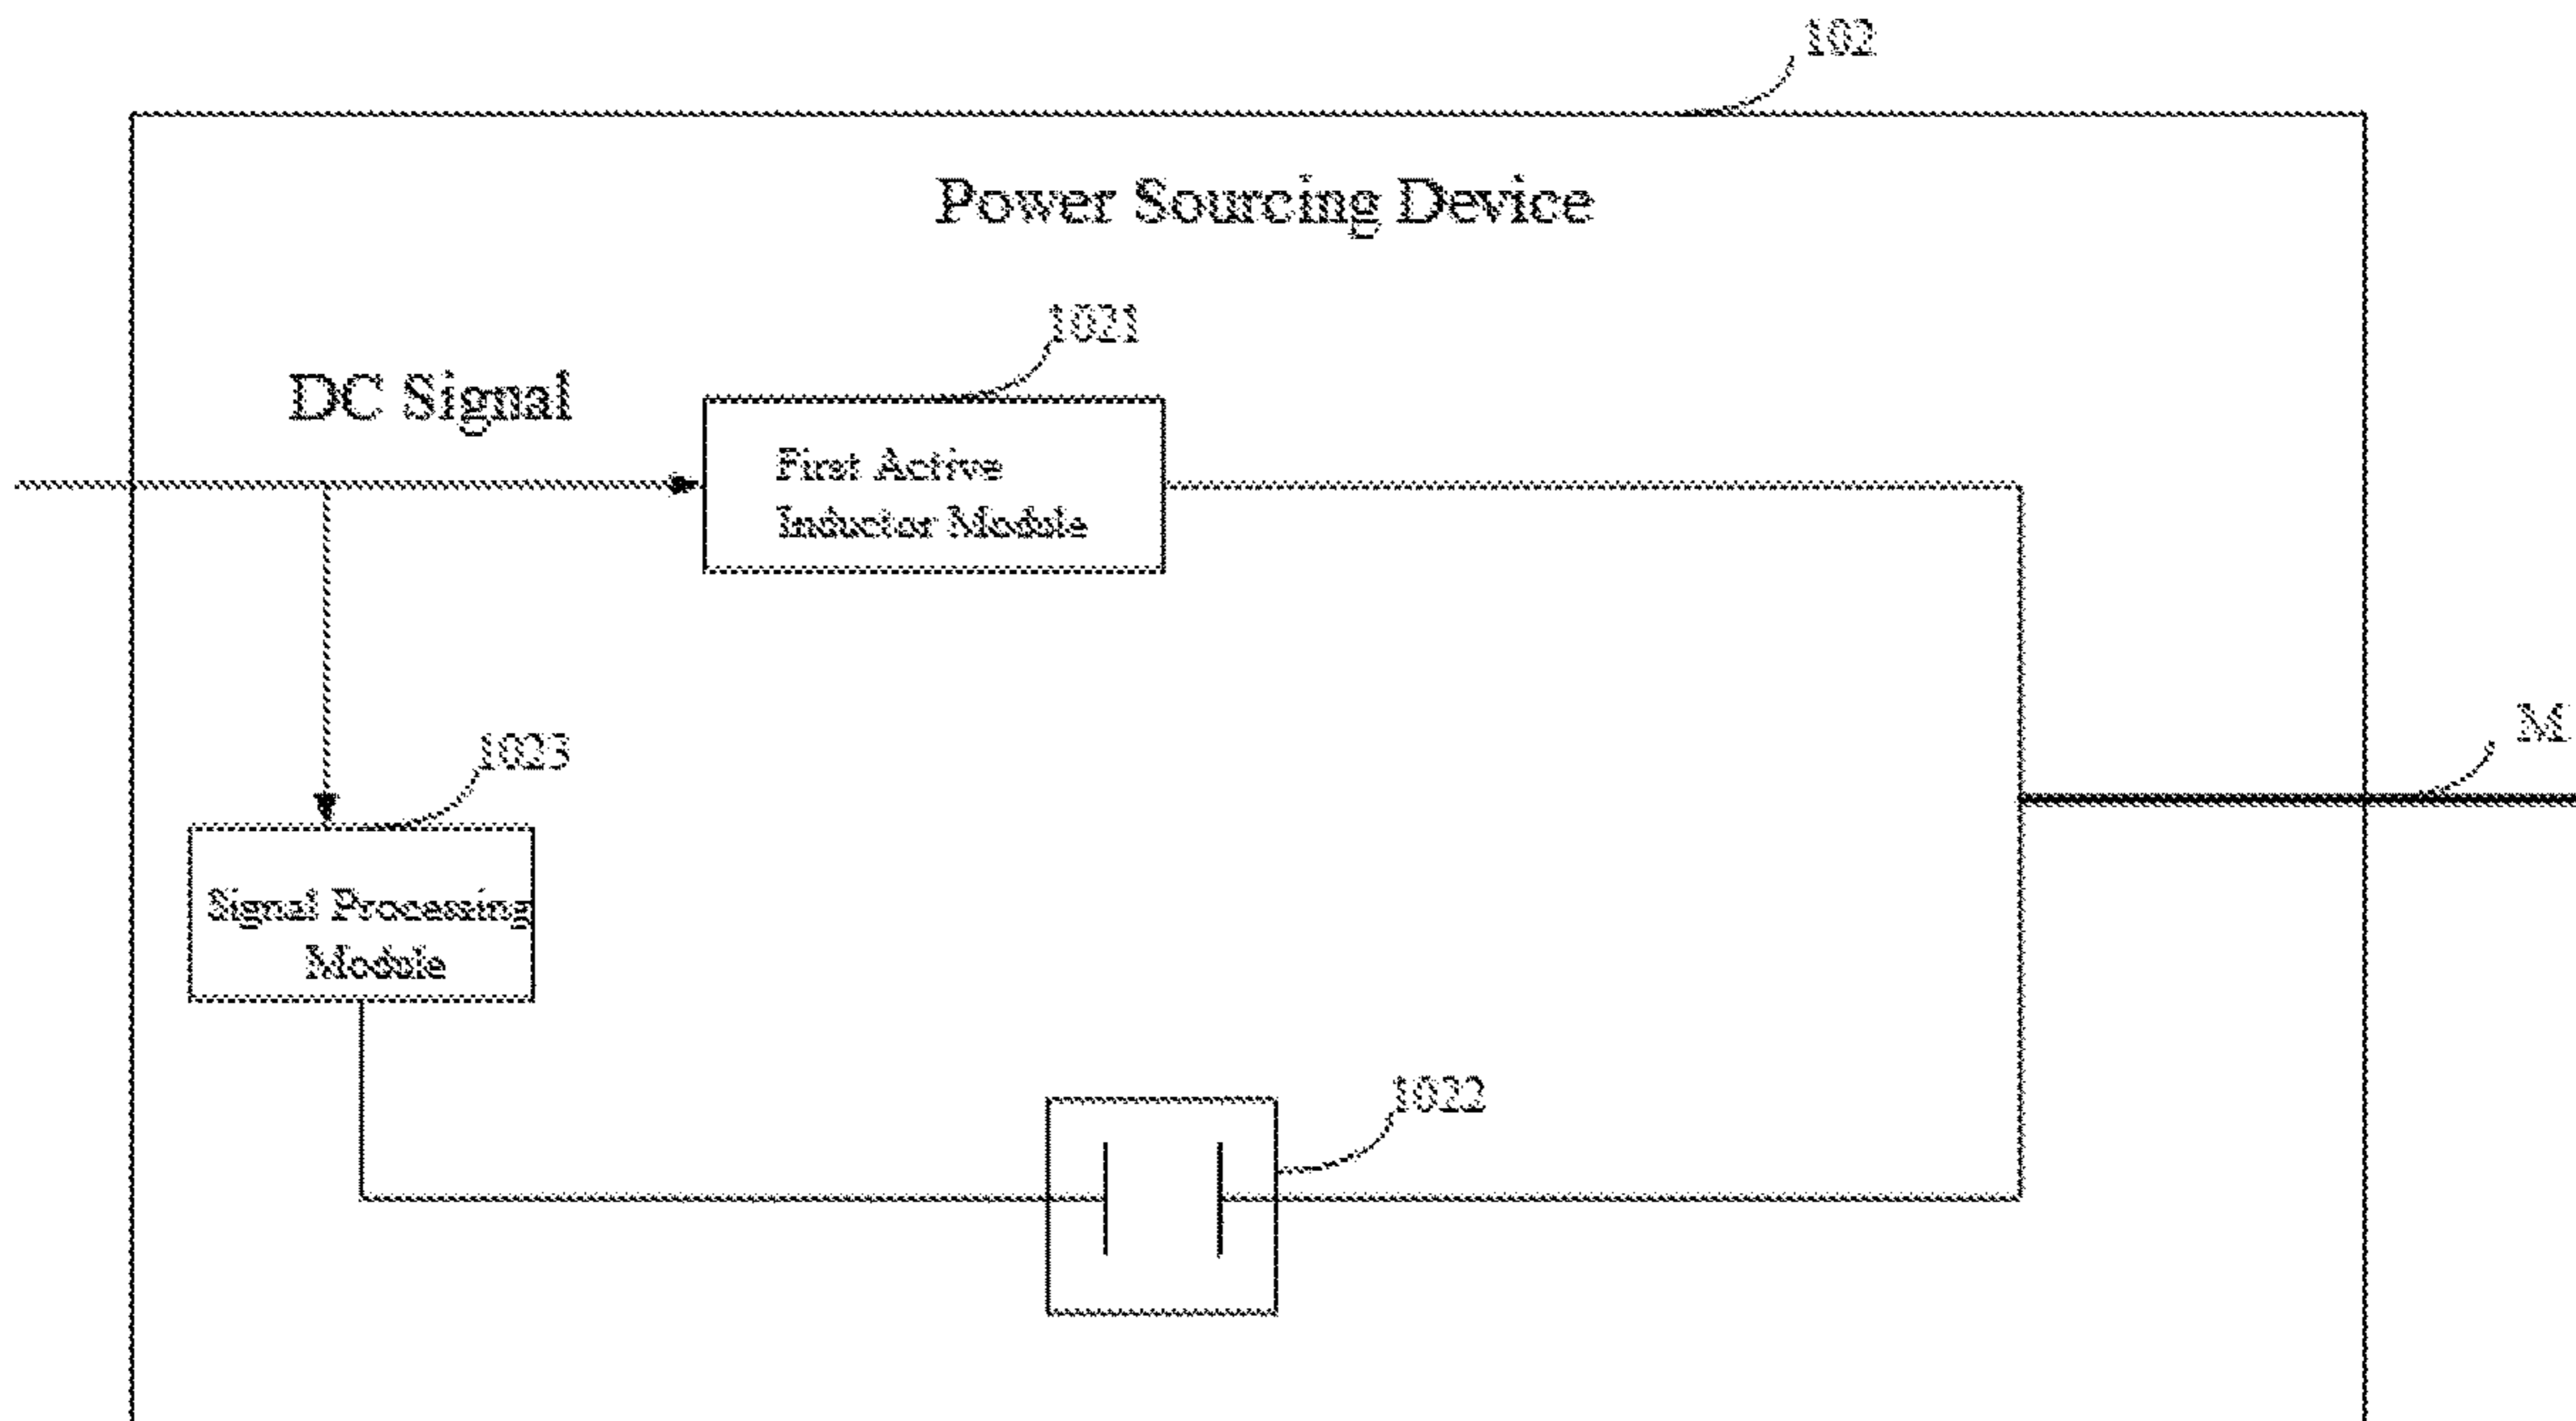 102
Power Sourcing Device
1021
DC Signal
First Active
Inductor Module
M
1023
Signal Processing
Module
1022